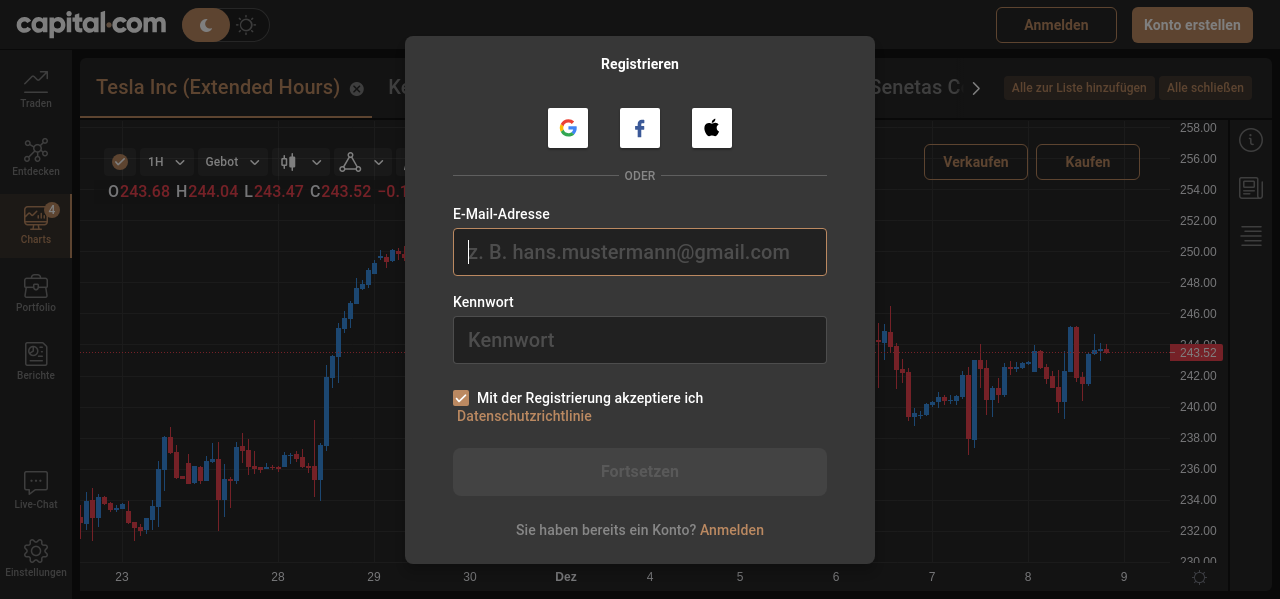 capital.com
Anmelden
Konto erstellen
Registrieren
Tesla Inc (Extended Hours)
Senetas
Alle zur Liste hinzufügen
Alle schließen
Traden
Entdecken
4
Charts
Portfolio
Berichte
Live-Chat
Einstellungen
1H
Gebot
O243.68 H244.04 L243.47 C243.52
ODER
E-Mail-Adresse
z. B. hans.mustermann@gmail.com
Kennwort
Kennwort
Mit der Registrierung akzeptiere ich
Datenschutzrichtlinie
Fortsetzen
Sie haben bereits ein Konto? Anmelden
Verkaufen
Kaufen
258.00
256.00
254.00
252.00
250.00
248.00
246.00
244.00
243.52
242.00
240.00
238.00
236.00
234.00
232.00
230.00
23
28
29
30
Dez
4
5
6
7
8
9